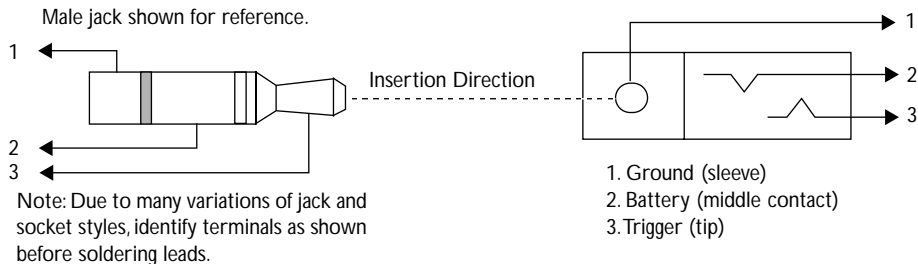 Male jack shown for reference.
1
2
3
Insertion Direction
1
2
3
Note: Due to many variations of jack and
socket styles, identify terminals as shown
before soldering leads.
1. Ground (sleeve)
2. Battery (middle contact)
3. Trigger (tip)